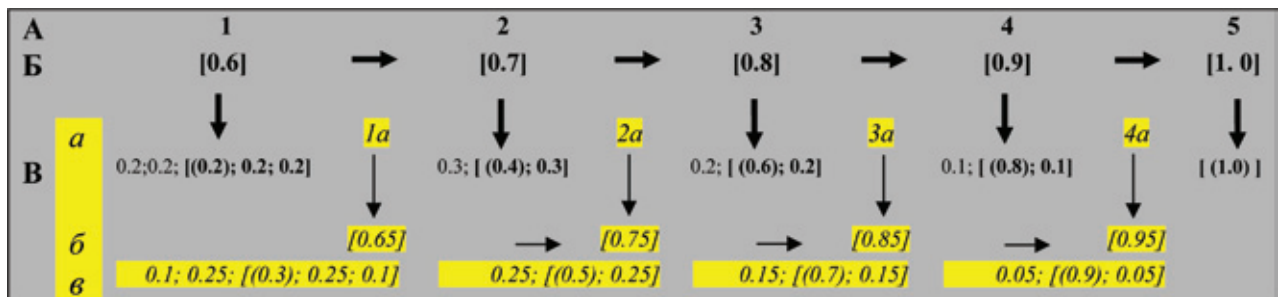 А 1 2 3 4 5
Б [0.6] [0.7] [0.8] [0.9] [1. 0]
а 1а 2а 3а 4а
В 0.2;0.2; [(0.2); 0.2; 0.2] 0.3; [ (0.4); 0.3] 0.2; [ (0.6); 0.2] 0.1; [ (0.8); 0.1] [ (1.0) ]
б [0.65] [0.75] [0.85] [0.95]
в 0.1; 0.25; [(0.3); 0.25; 0.1] 0.25; [(0.5); 0.25] 0.15; [(0.7); 0.15] 0.05; [(0.9); 0.05]